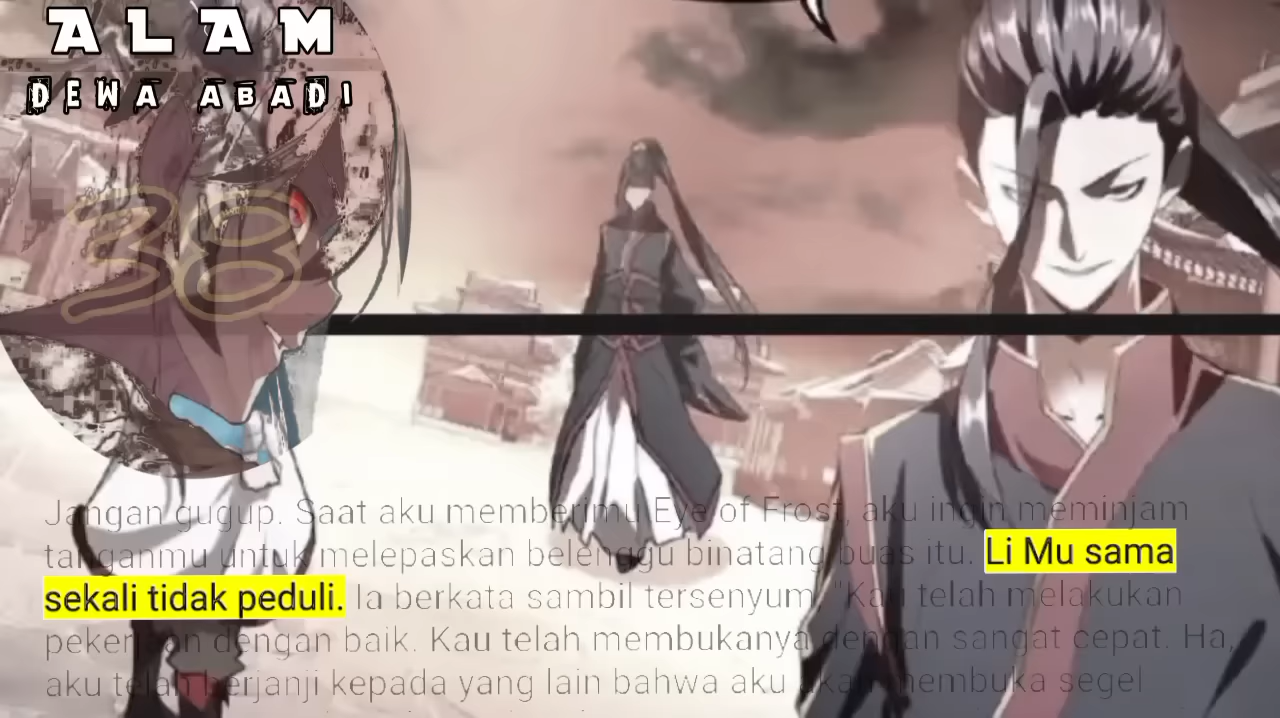 ALAM
DEWA ABADI
38
Jangan gugup. Saat aku memberimu Eye of Frost, aku ingin meminjam
tanganmu untuk melepaskan belenggu binatang buas itu. Li Mu sama
sekali tidak peduli. Ia berkata sambil tersenyum, "Kau telah melakukan
pekerjaan dengan baik. Kau telah membukanya dengan sangat cepat. Ha,
aku telah berjanji kepada yang lain bahwa aku akan membuka segel